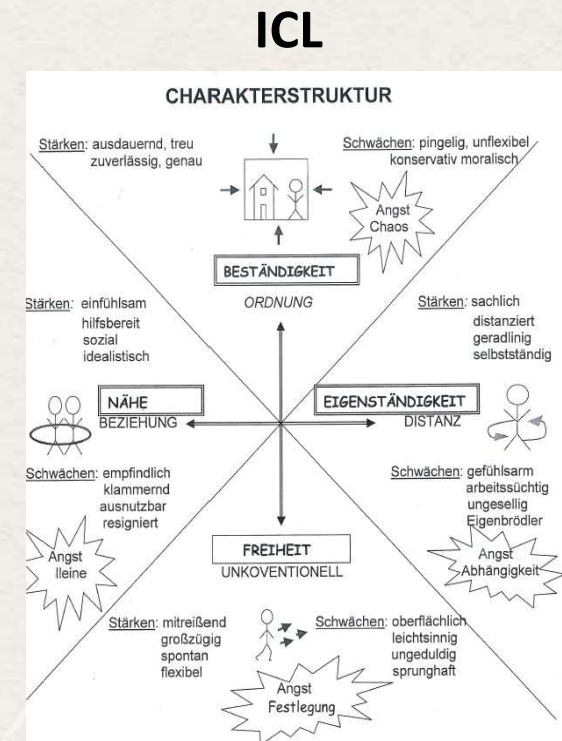 ICL
CHARAKTERSTRUKTUR
Stärken: ausdauernd, treu
zuverlässig, genau
Schwächen: pingelig, unflexibel
konservativ moralisch
Angst
Chaos
BESTÄNDIGKEIT
ORDNUNG
Stärken: einfühlsam
hilfsbereit
sozial
idealistisch
Stärken: sachlich
distanziert
geradlinig
selbstständig
NÄHE
BEZIEHUNG
EIGENSTÄNDIGKEIT
DISTANZ
Schwächen: empfindlich
klammernd
ausnutzbar
resigniert
Schwächen: gefühlsarm
arbeitssüchtig
ungesellig
Eigenbrödler
Angst
lleine
Angst
Abhängigkeit
FREIHEIT
UNKOVENTIONELL
Stärken: mitreißend
großzügig
spontan
flexibel
Schwächen: oberflächlich
leichtsinnig
ungeduldig
sprunghaft
Angst
Festlegung